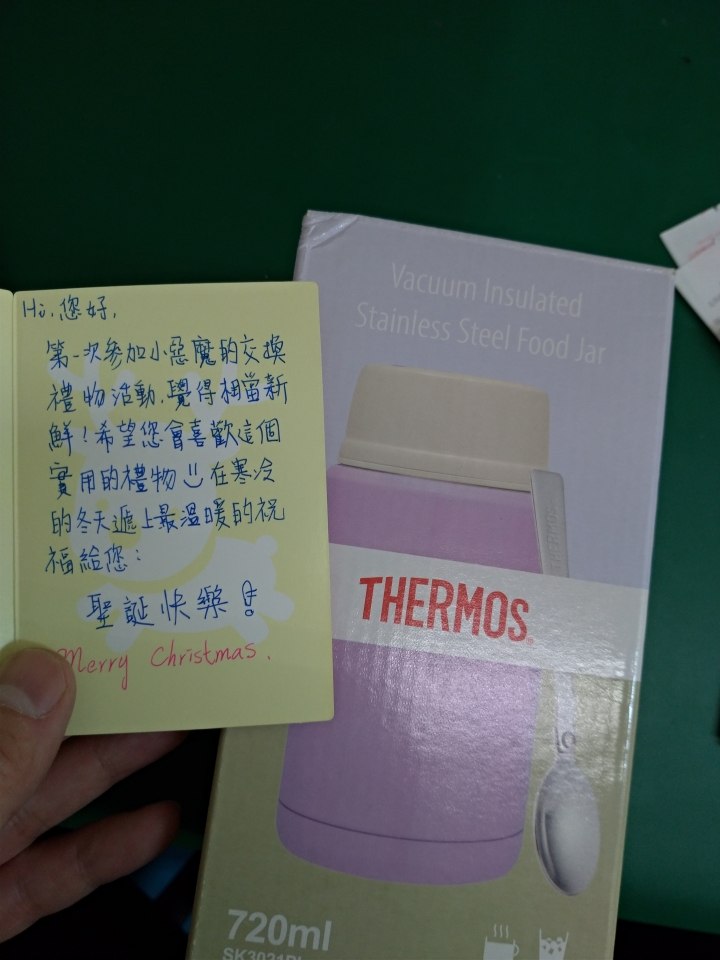 Hi, 您好,
第一次參加小惡魔的交換
禮物活動,覺得相當新
鮮!希望您會喜歡這個
實用的禮物 在寒冷
的冬天遞上最溫暖的祝
福給您:
聖誕快樂!
Merry Christmas.
Vacuum Insulated
Stainless Steel Food Jar
THERMOS
THERMOS
720ml